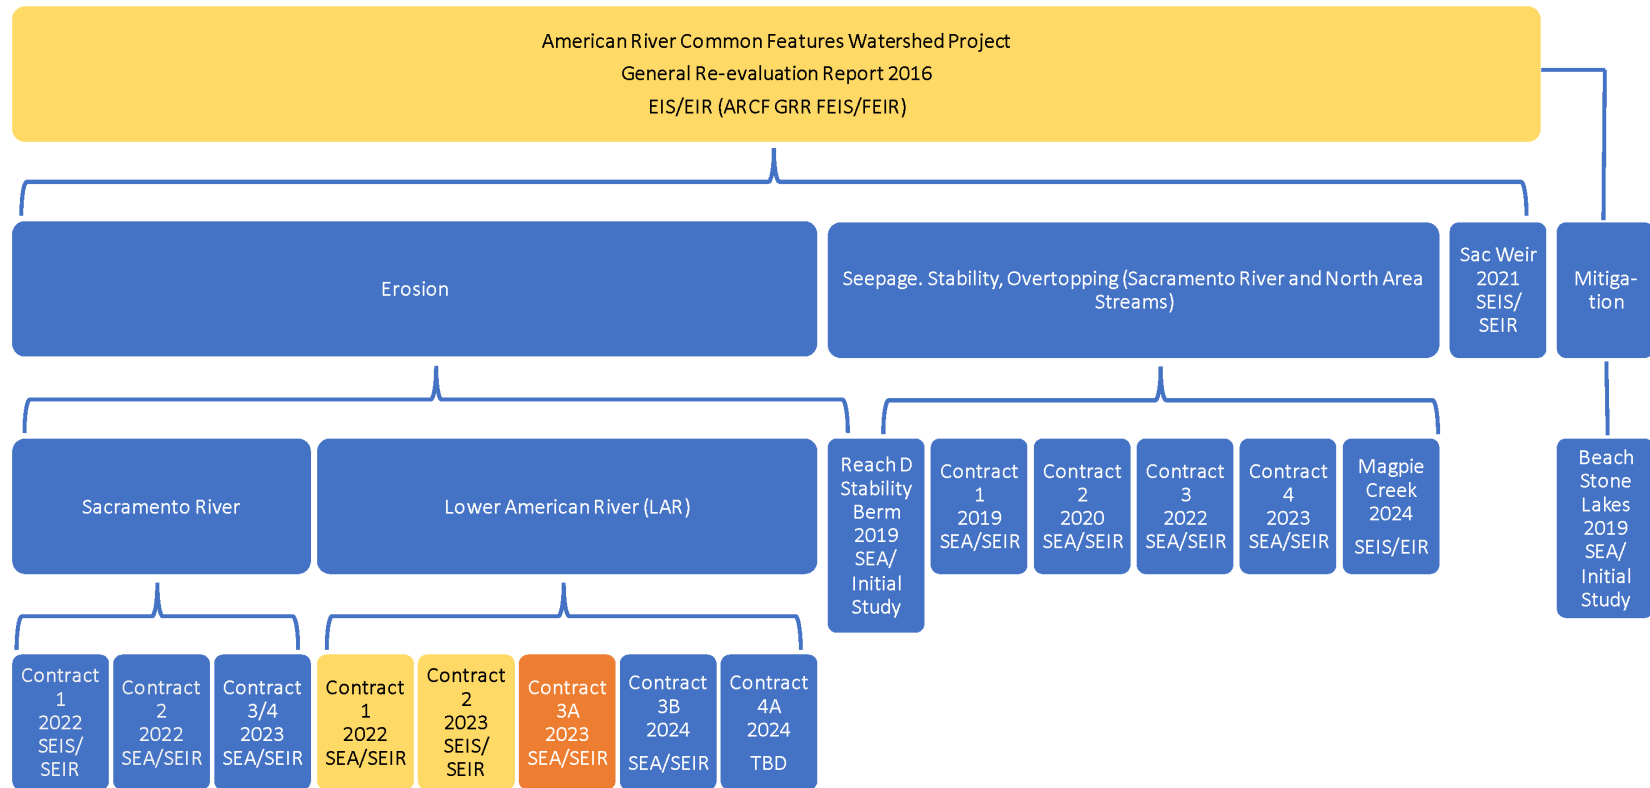 American River Common Features Watershed Project
General Re-evaluation Report 2016
EIS/EIR (ARCF GRR FEIS/FEIR)
Erosion
Seepage. Stability, Overtopping (Sacramento River and North Area
Streams)
Sac Weir
2021
SEIS/
SEIR
Mitiga-
tion
Sacramento River
Lower American River (LAR)
Reach D
Stability
Berm
2019
SEA/
Initial
Study
Contract
1
2019
SEA/SEIR
Contract
2
2020
SEA/SEIR
Contract
3
2022
SEA/SEIR
Contract
4
2023
SEA/SEIR
Magpie
Creek
2024
SEIS/EIR
Beach
Stone
Lakes
2019
SEA/
Initial
Study
Contract
1
2022
SEIS/
SEIR
Contract
2
2022
SEA/SEIR
Contract
3/4
2023
SEA/SEIR
Contract
1
2022
SEA/SEIR
Contract
2
2023
SEIS/
SEIR
Contract
3A
2023
SEA/SEIR
Contract
3B
2024
SEA/SEIR
Contract
4A
2024
TBD